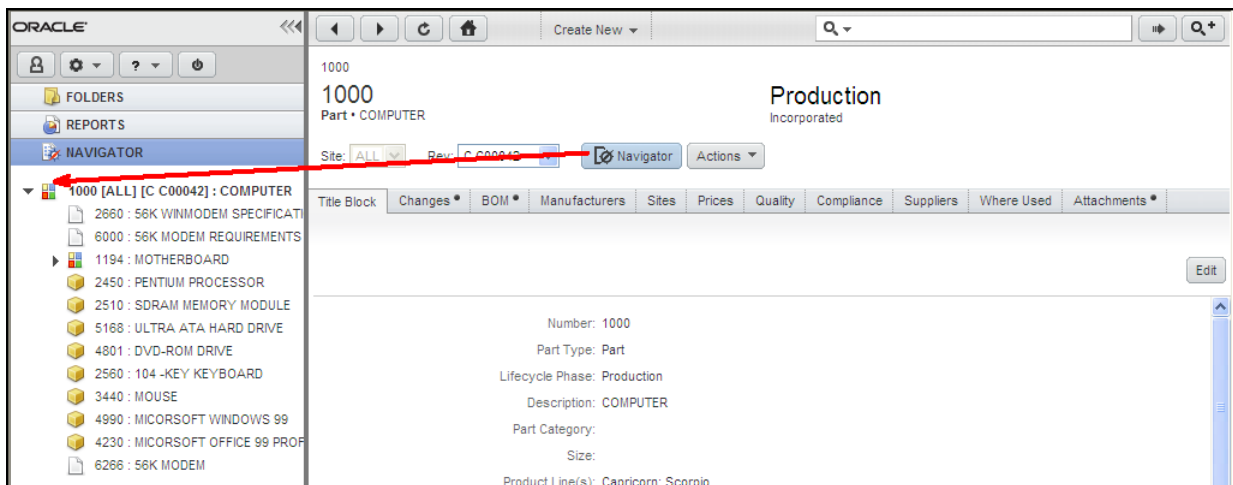 ORACLE
Create New
?
FOLDERS
REPORTS
NAVIGATOR
1000 [ALL] [C C00042] : COMPUTER
2660 : 56K WINMODEM SPECIFICATI
6000 : 56K MODEM REQUIREMENTS
1194 : MOTHERBOARD
2450 : PENTIUM PROCESSOR
2510 : SDRAM MEMORY MODULE
5168 : ULTRA ATA HARD DRIVE
4801 : DVD-ROM DRIVE
2560 : 104 -KEY KEYBOARD
3440 : MOUSE
4990 : MICORSOFT WINDOWS 99
4230 : MICORSOFT OFFICE 99 PROF
6266 : 56K MODEM
1000
1000 Production
Part • COMPUTER Incorporated
Site: ALL Rev: C C00042 Navigator Actions
Title Block Changes • BOM • Manufacturers Sites Prices Quality Compliance Suppliers Where Used Attachments •
Edit
Number: 1000
Part Type: Part
Lifecycle Phase: Production
Description: COMPUTER
Part Category:
Size:
Product Line(s): Capricorn; Scorpio